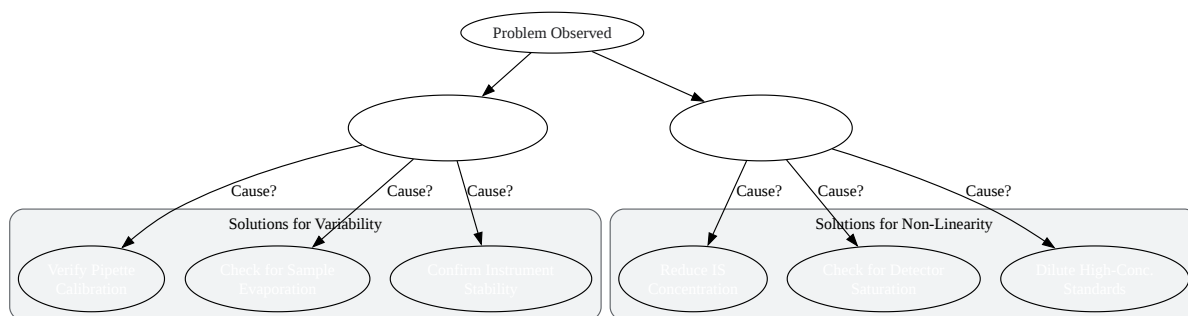 Problem Observed
Cause?
Cause?
Cause?
Cause?
Cause?
Cause?
Solutions for Variability
Solutions for Non-Linearity
Verify Pipette
Calibration
Check for Sample
Evaporation
Confirm Instrument
Stability
Reduce IS
Concentration
Check for Detector
Saturation
Dilute High-Conc.
Standards